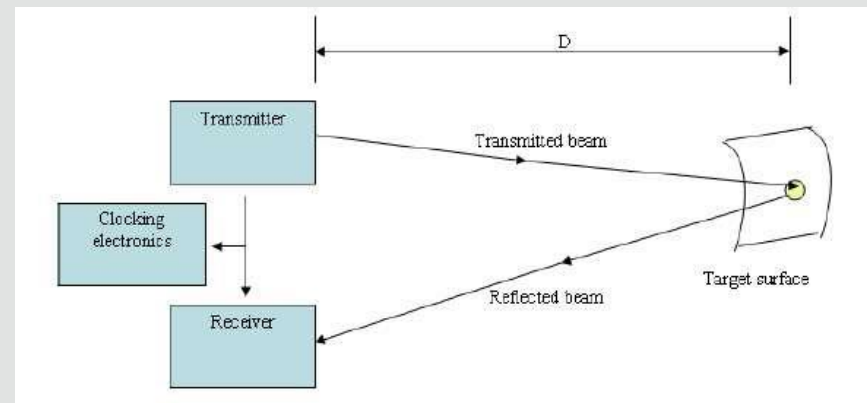 D
Transmitter
Transmitted beam
Clocking
electronics
Target surface
Reflected beam
Receiver